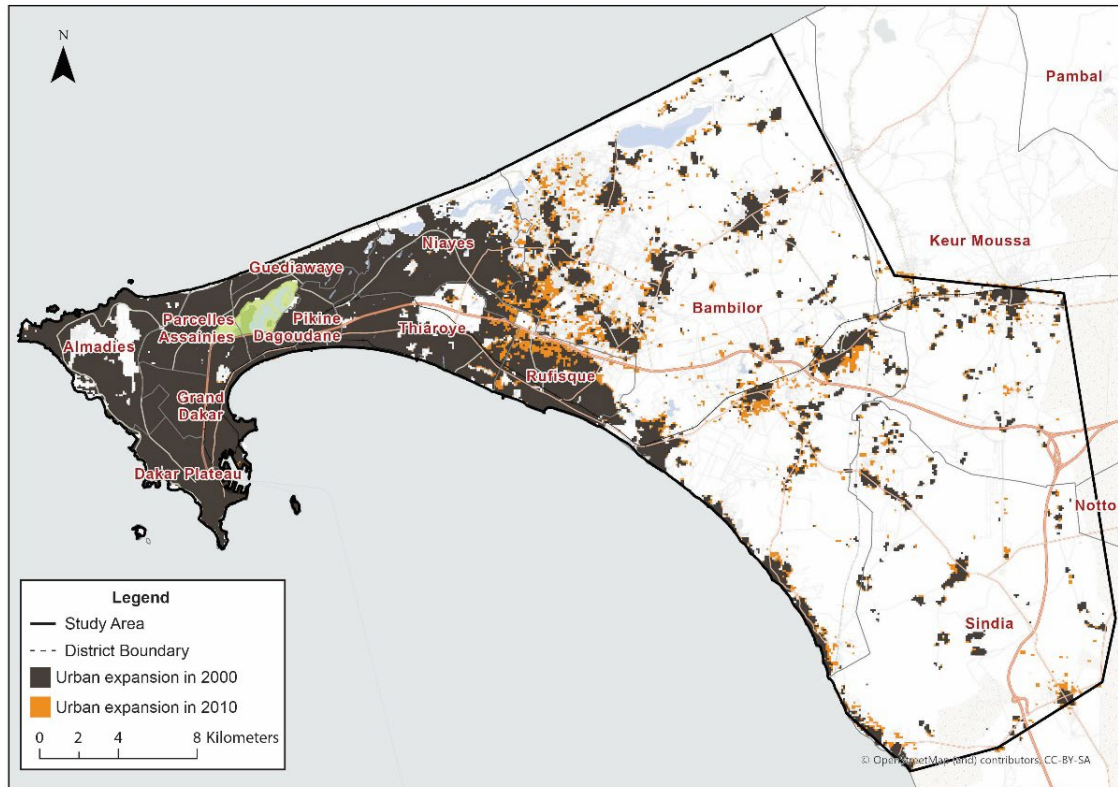 N
Pambal
Keur Moussa
Niayes
Guediawaye
Bambilor
Parcelles
Assainies
Pikine
Dagoudane
Thiaroye
Almadies
Rufisque
Grand
Dakar
Dakar Plateau
Notto
Sindia
Legend
Study Area
District Boundary
Urban expansion in 2000
Urban expansion in 2010
0 2 4 8 Kilometers
© OpenStreetMap (and) contributors, CC-BY-SA